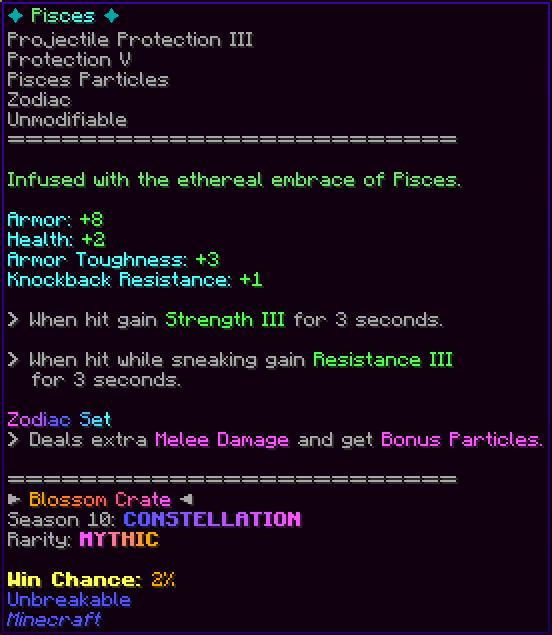 ✦ Pisces ✦
Projectile Protection III
Protection V
Pisces Particles
Zodiac
Unmodifiable
============================
Infused with the ethereal embrace of Pisces.
Armor: +8
Health: +2
Armor Toughness: +3
Knockback Resistance: +1
> When hit gain Strength III for 3 seconds.
> When hit while sneaking gain Resistance III
for 3 seconds.
Zodiac Set
> Deals extra Melee Damage and get Bonus Particles.
============================
► Blossom Crate ◄
Season 10: CONSTELLATION
Rarity: MYTHIC
Win Chance: 2%
Unbreakable
Minecraft